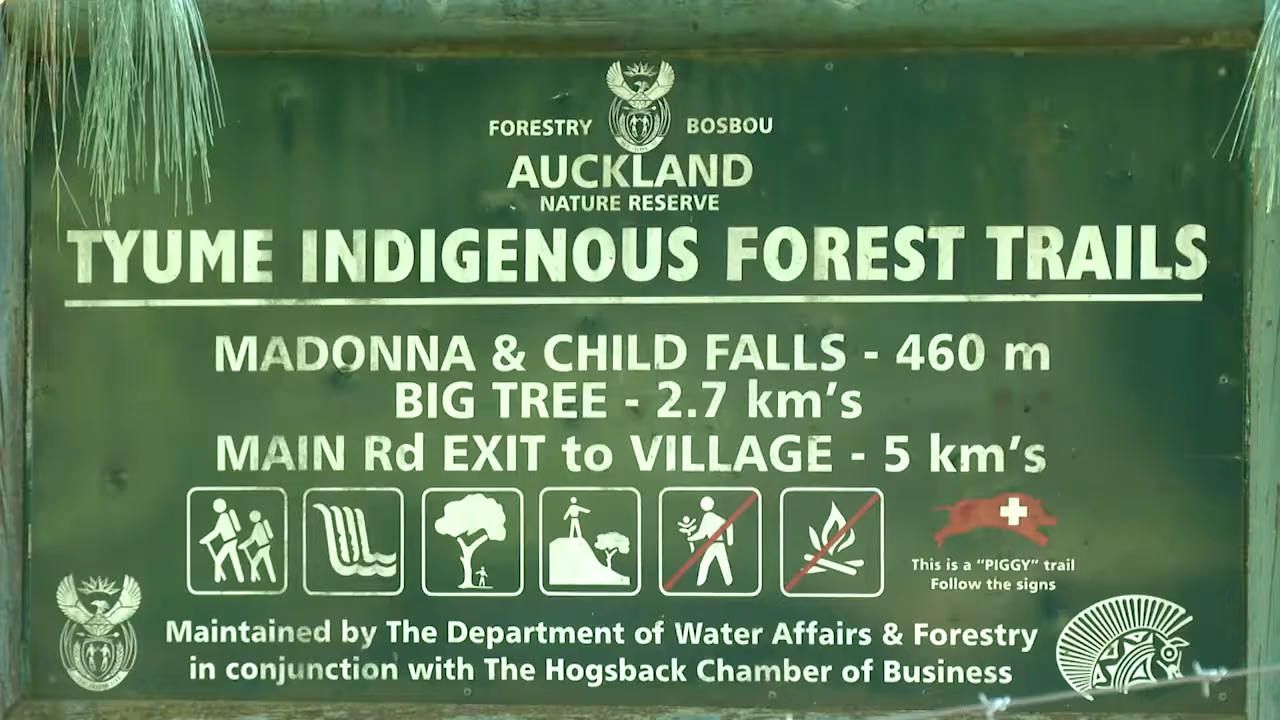 FORESTRY BOSBOU
AUCKLAND
NATURE RESERVE
TYUME INDIGENOUS FOREST TRAILS
MADONNA & CHILD FALLS - 460 m
BIG TREE - 2.7 km's
MAIN Rd EXIT to VILLAGE - 5 km's
This is a "PIGGY" trail
Follow the signs
Maintained by The Department of Water Affairs & Forestry
in conjunction with The Hogsback Chamber of Business